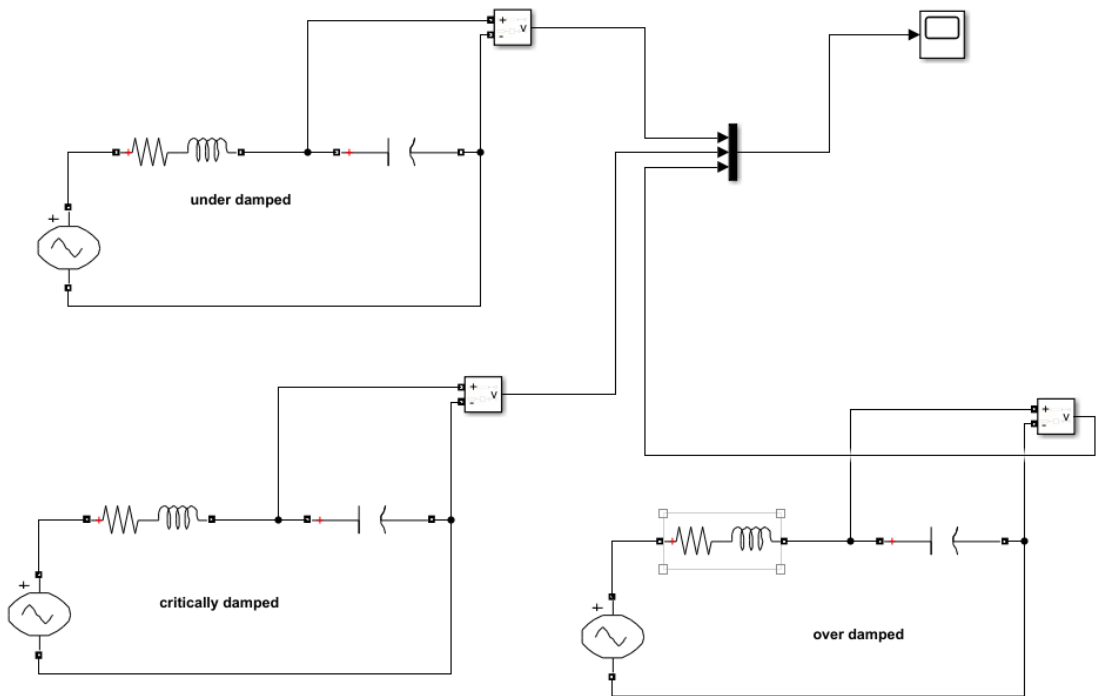 +
-
v
+
under damped
+
+
+
-
v
+
-
v
+
+
+
+
critically damped
+
+
over damped